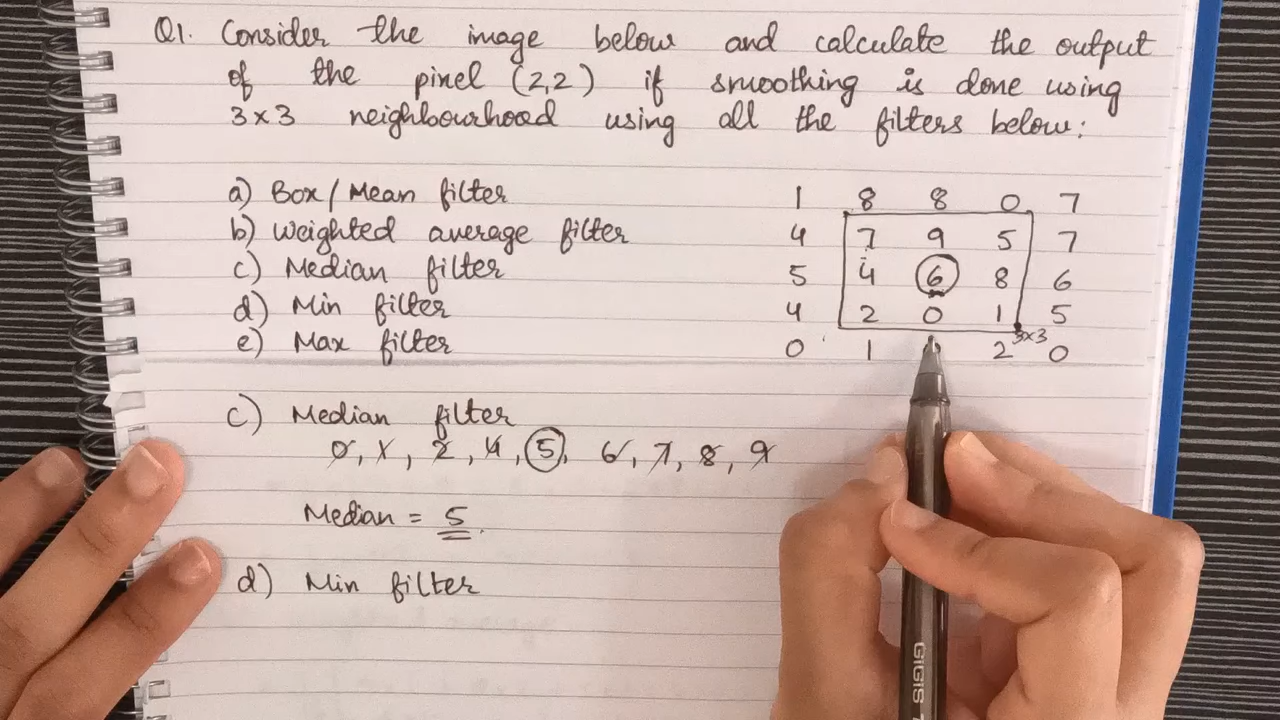 Q1. Consider the image below and calculate the output
of the pixel (2,2) if smoothing is done using
3x3 neighbourhood using all the filters below:
a) Box/Mean filter
b) Weighted average filter
c) Median filter
d) Min filter
e) Max filter
1 8 8 0 7
4 7 9 5 7
5 4 6 8 6
4 2 0 1 5
3x3
0 1 2 0
c) Median filter
0, 1, 2, 4, 5, 6, 7, 8, 9
Median = 5.
d) Min filter
GIGIS